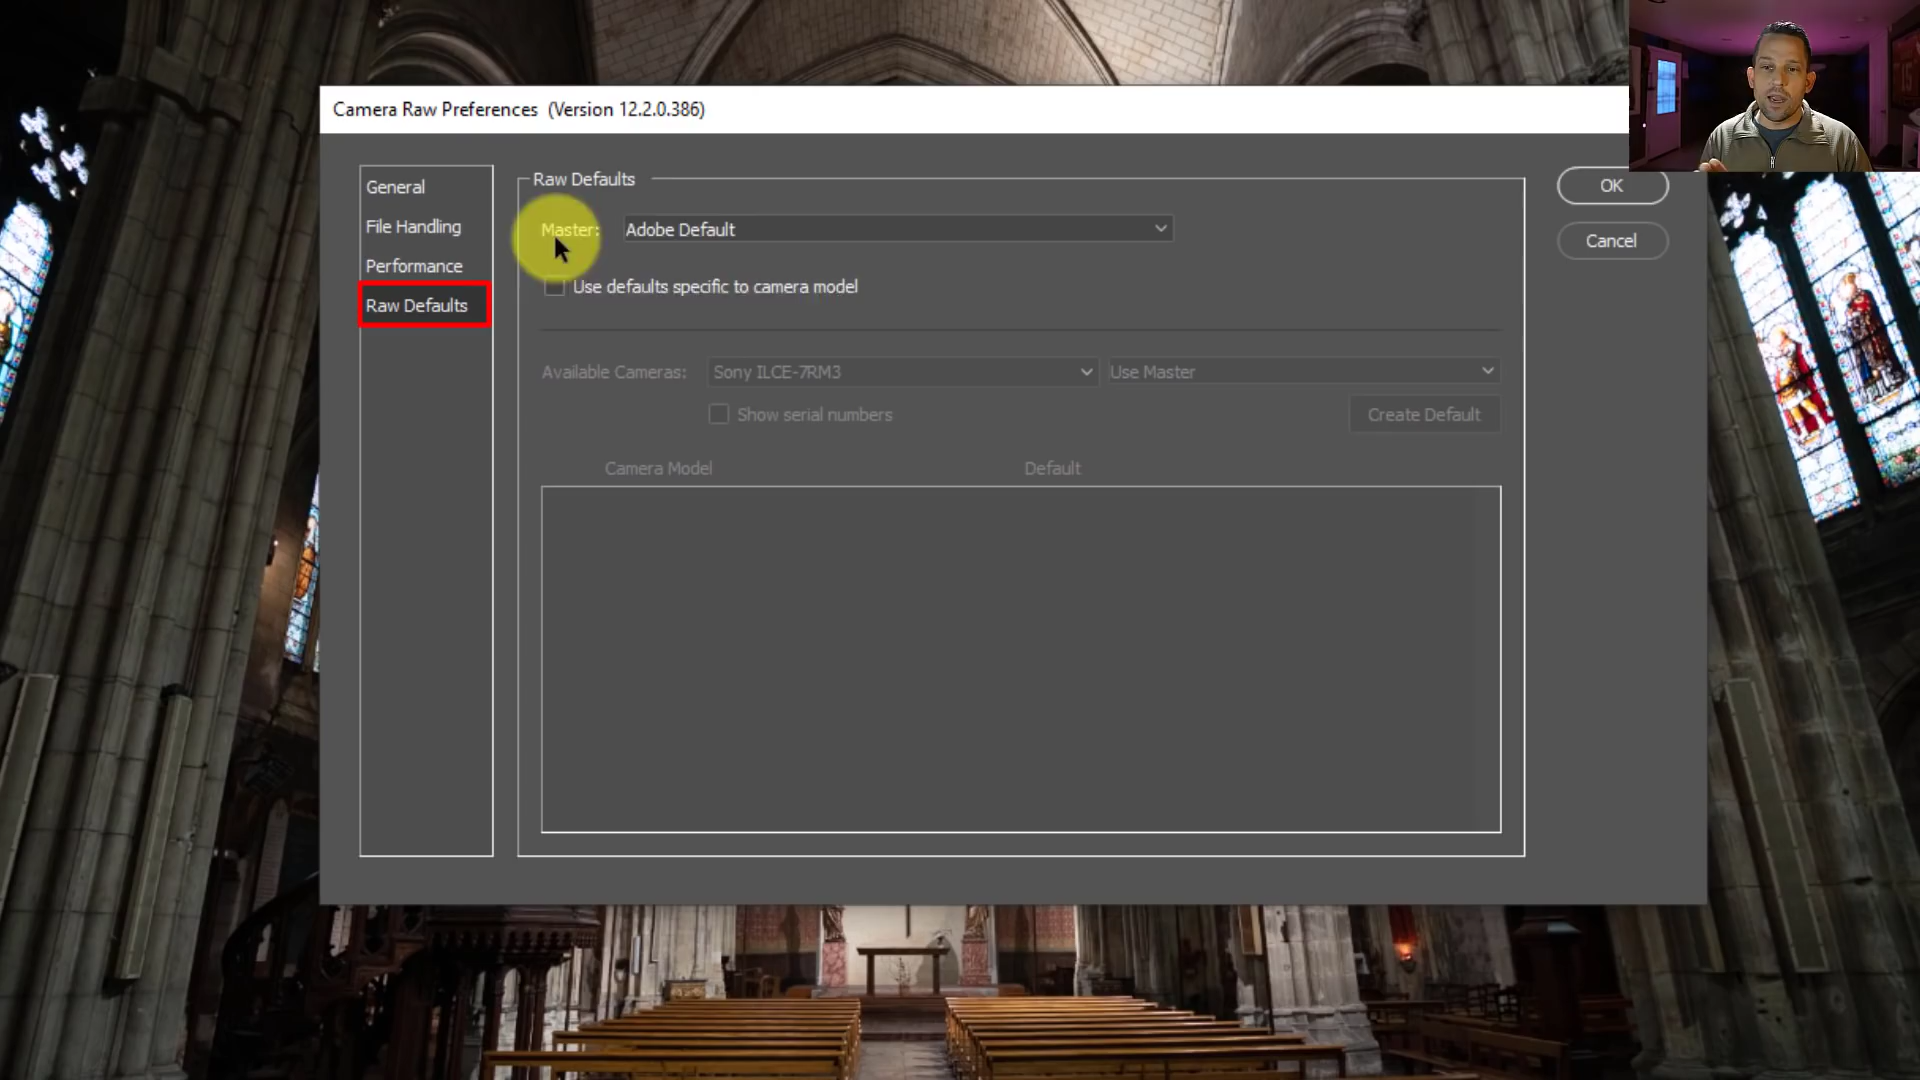 Camera Raw Preferences (Version 12.2.0.386)
General
File Handling
Performance
Raw Defaults
Raw Defaults
Master: Adobe Default
Use defaults specific to camera model
Available Cameras: Sony ILCE-7RM3 Use Master
Show serial numbers Create Default
Camera Model Default
OK
Cancel